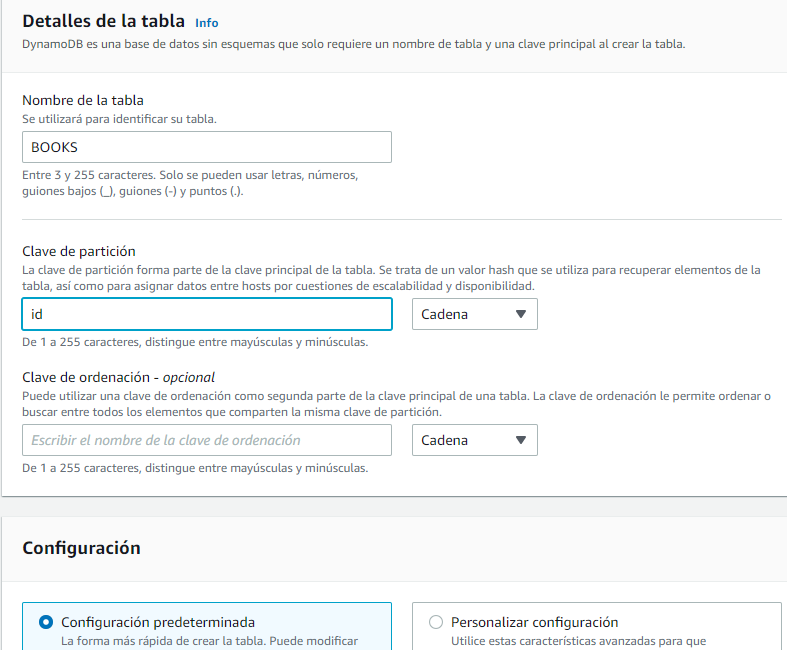 Detalles de la tabla Info
DynamoDB es una base de datos sin esquemas que solo requiere un nombre de tabla y una clave principal al crear la tabla.
Nombre de la tabla
Se utilizará para identificar su tabla.
BOOKS
Entre 3 y 255 caracteres. Solo se pueden usar letras, números,
guiones bajos (_), guiones (-) y puntos (.).
Clave de partición
La clave de partición forma parte de la clave principal de la tabla. Se trata de un valor hash que se utiliza para recuperar elementos de la
tabla, así como para asignar datos entre hosts por cuestiones de escalabilidad y disponibilidad.
id Cadena
De 1 a 255 caracteres, distingue entre mayúsculas y minúsculas.
Clave de ordenación - opcional
Puede utilizar una clave de ordenación como segunda parte de la clave principal de una tabla. La clave de ordenación le permite ordenar o
buscar entre todos los elementos que comparten la misma clave de partición.
Escribir el nombre de la clave de ordenación Cadena
De 1 a 255 caracteres, distingue entre mayúsculas y minúsculas.
Configuración
Configuración predeterminada Personalizar configuración
La forma más rápida de crear la tabla. Puede modificar Utilice estas características avanzadas para que